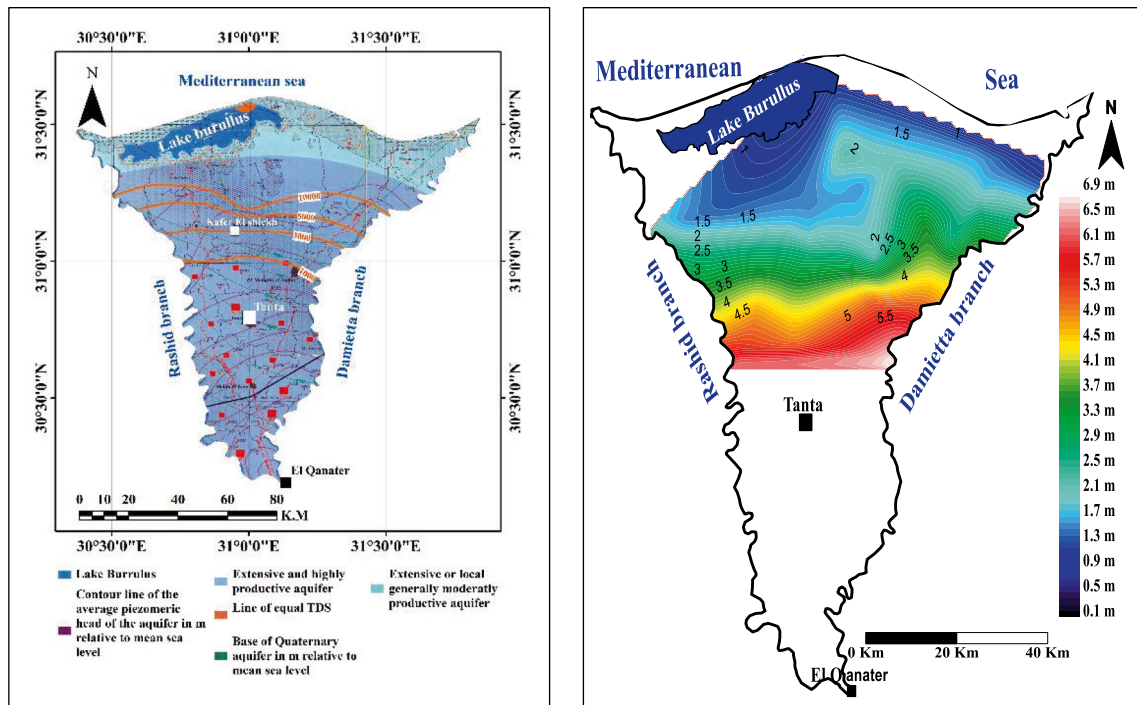 30°30'0"E 31°0'0"E 31°30'0"E
N
Mediterranean sea
31°30'0"N
31°30'0"N
Lake burullus
10000
5000
Kafer El shiekh
3000
1000
31°0'0"N
31°0'0"N
Rashid branch
Tanta
Damietta branch
30°30'0"N
30°30'0"N
El Qanater
0 10 20 40 60 80
K.M
30°30'0"E 31°0'0"E 31°30'0"E
Lake Burrulus
Contour line of the
average piezomeric
head of the aquifer in m
relative to mean sea
level
Extensive and highly
productive aquifer
Line of equal TDS
Base of Quaternary
aquifer in m relative to
mean sea level
Extensive or local
generally moderatly
productive aquifer
Mediterranean
Sea
Lake Burullus
N
1
1.5
1
2
1.5
1.5
2
2.5
2
2.5
3
3.5
3
3
3.5
4
4
4.5
5
5.5
Rashid branch
Damietta branch
Tanta
El Qanater
6.9 m
6.5 m
6.1 m
5.7 m
5.3 m
4.9 m
4.5 m
4.1 m
3.7 m
3.3 m
2.9 m
2.5 m
2.1 m
1.7 m
1.3 m
0.9 m
0.5 m
0.1 m
0 Km 20 Km 40 Km